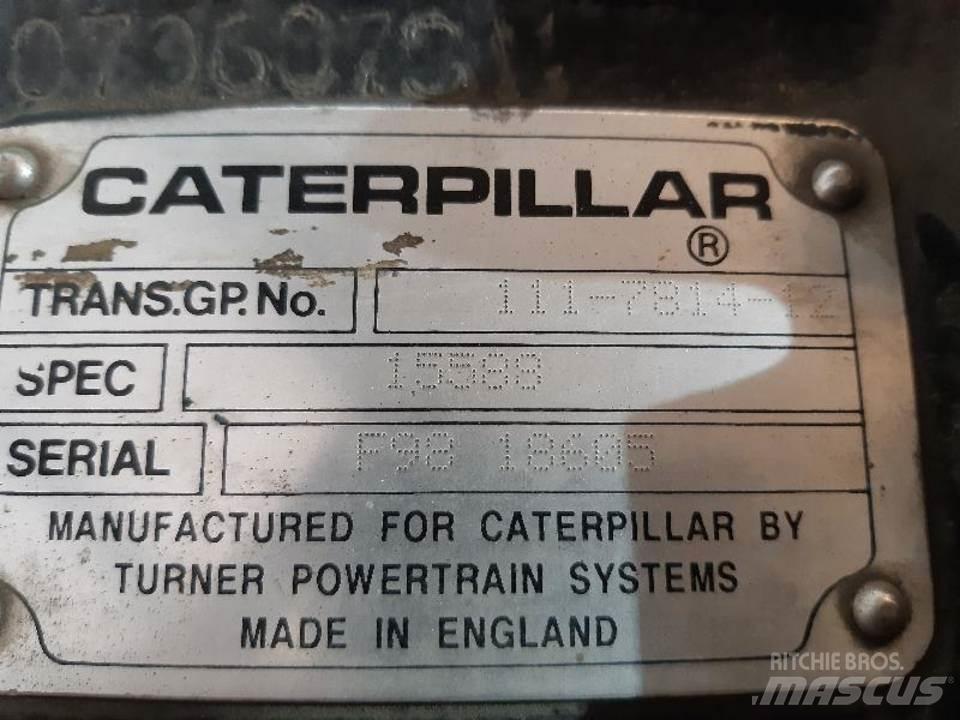 CATERPILLAR
®
TRANS.GP.No. 111-7814-12
SPEC 15588
SERIAL F98 18605
MANUFACTURED FOR CATERPILLAR BY
TURNER POWERTRAIN SYSTEMS
MADE IN ENGLAND
RITCHIE BROS.
MASCUS